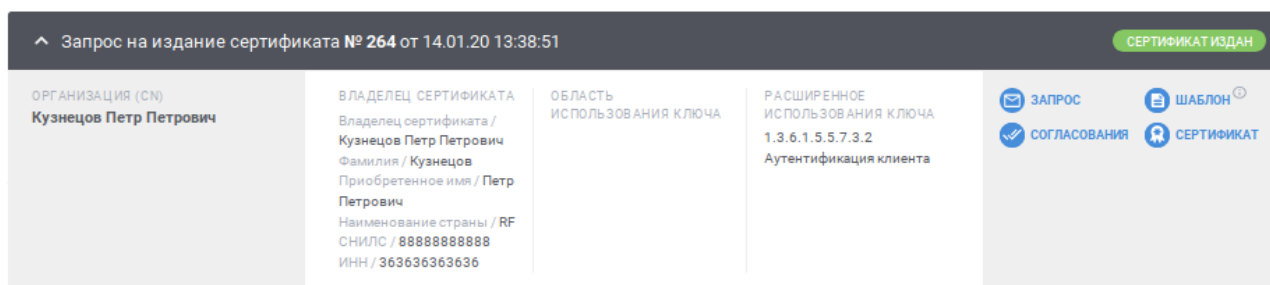 Запрос на издание сертификата № 264 от 14.01.20 13:38:51
СЕРТИФИКАТ ИЗДАН
ОРГАНИЗАЦИЯ (CN)
Кузнецов Петр Петрович
ВЛАДЕЛЕЦ СЕРТИФИКАТА
Владелец сертификата /
Кузнецов Петр Петрович
Фамилия / Кузнецов
Приобретенное имя / Петр
Петрович
Наименование страны / RF
СНИЛС / 88888888888
ИНН / 363636363636
ОБЛАСТЬ
ИСПОЛЬЗОВАНИЯ КЛЮЧА
РАСШИРЕННОЕ
ИСПОЛЬЗОВАНИЯ КЛЮЧА
1.3.6.1.5.5.7.3.2
Аутентификация клиента
ЗАПРОС
ШАБЛОН
СОГЛАСОВАНИЯ
СЕРТИФИКАТ